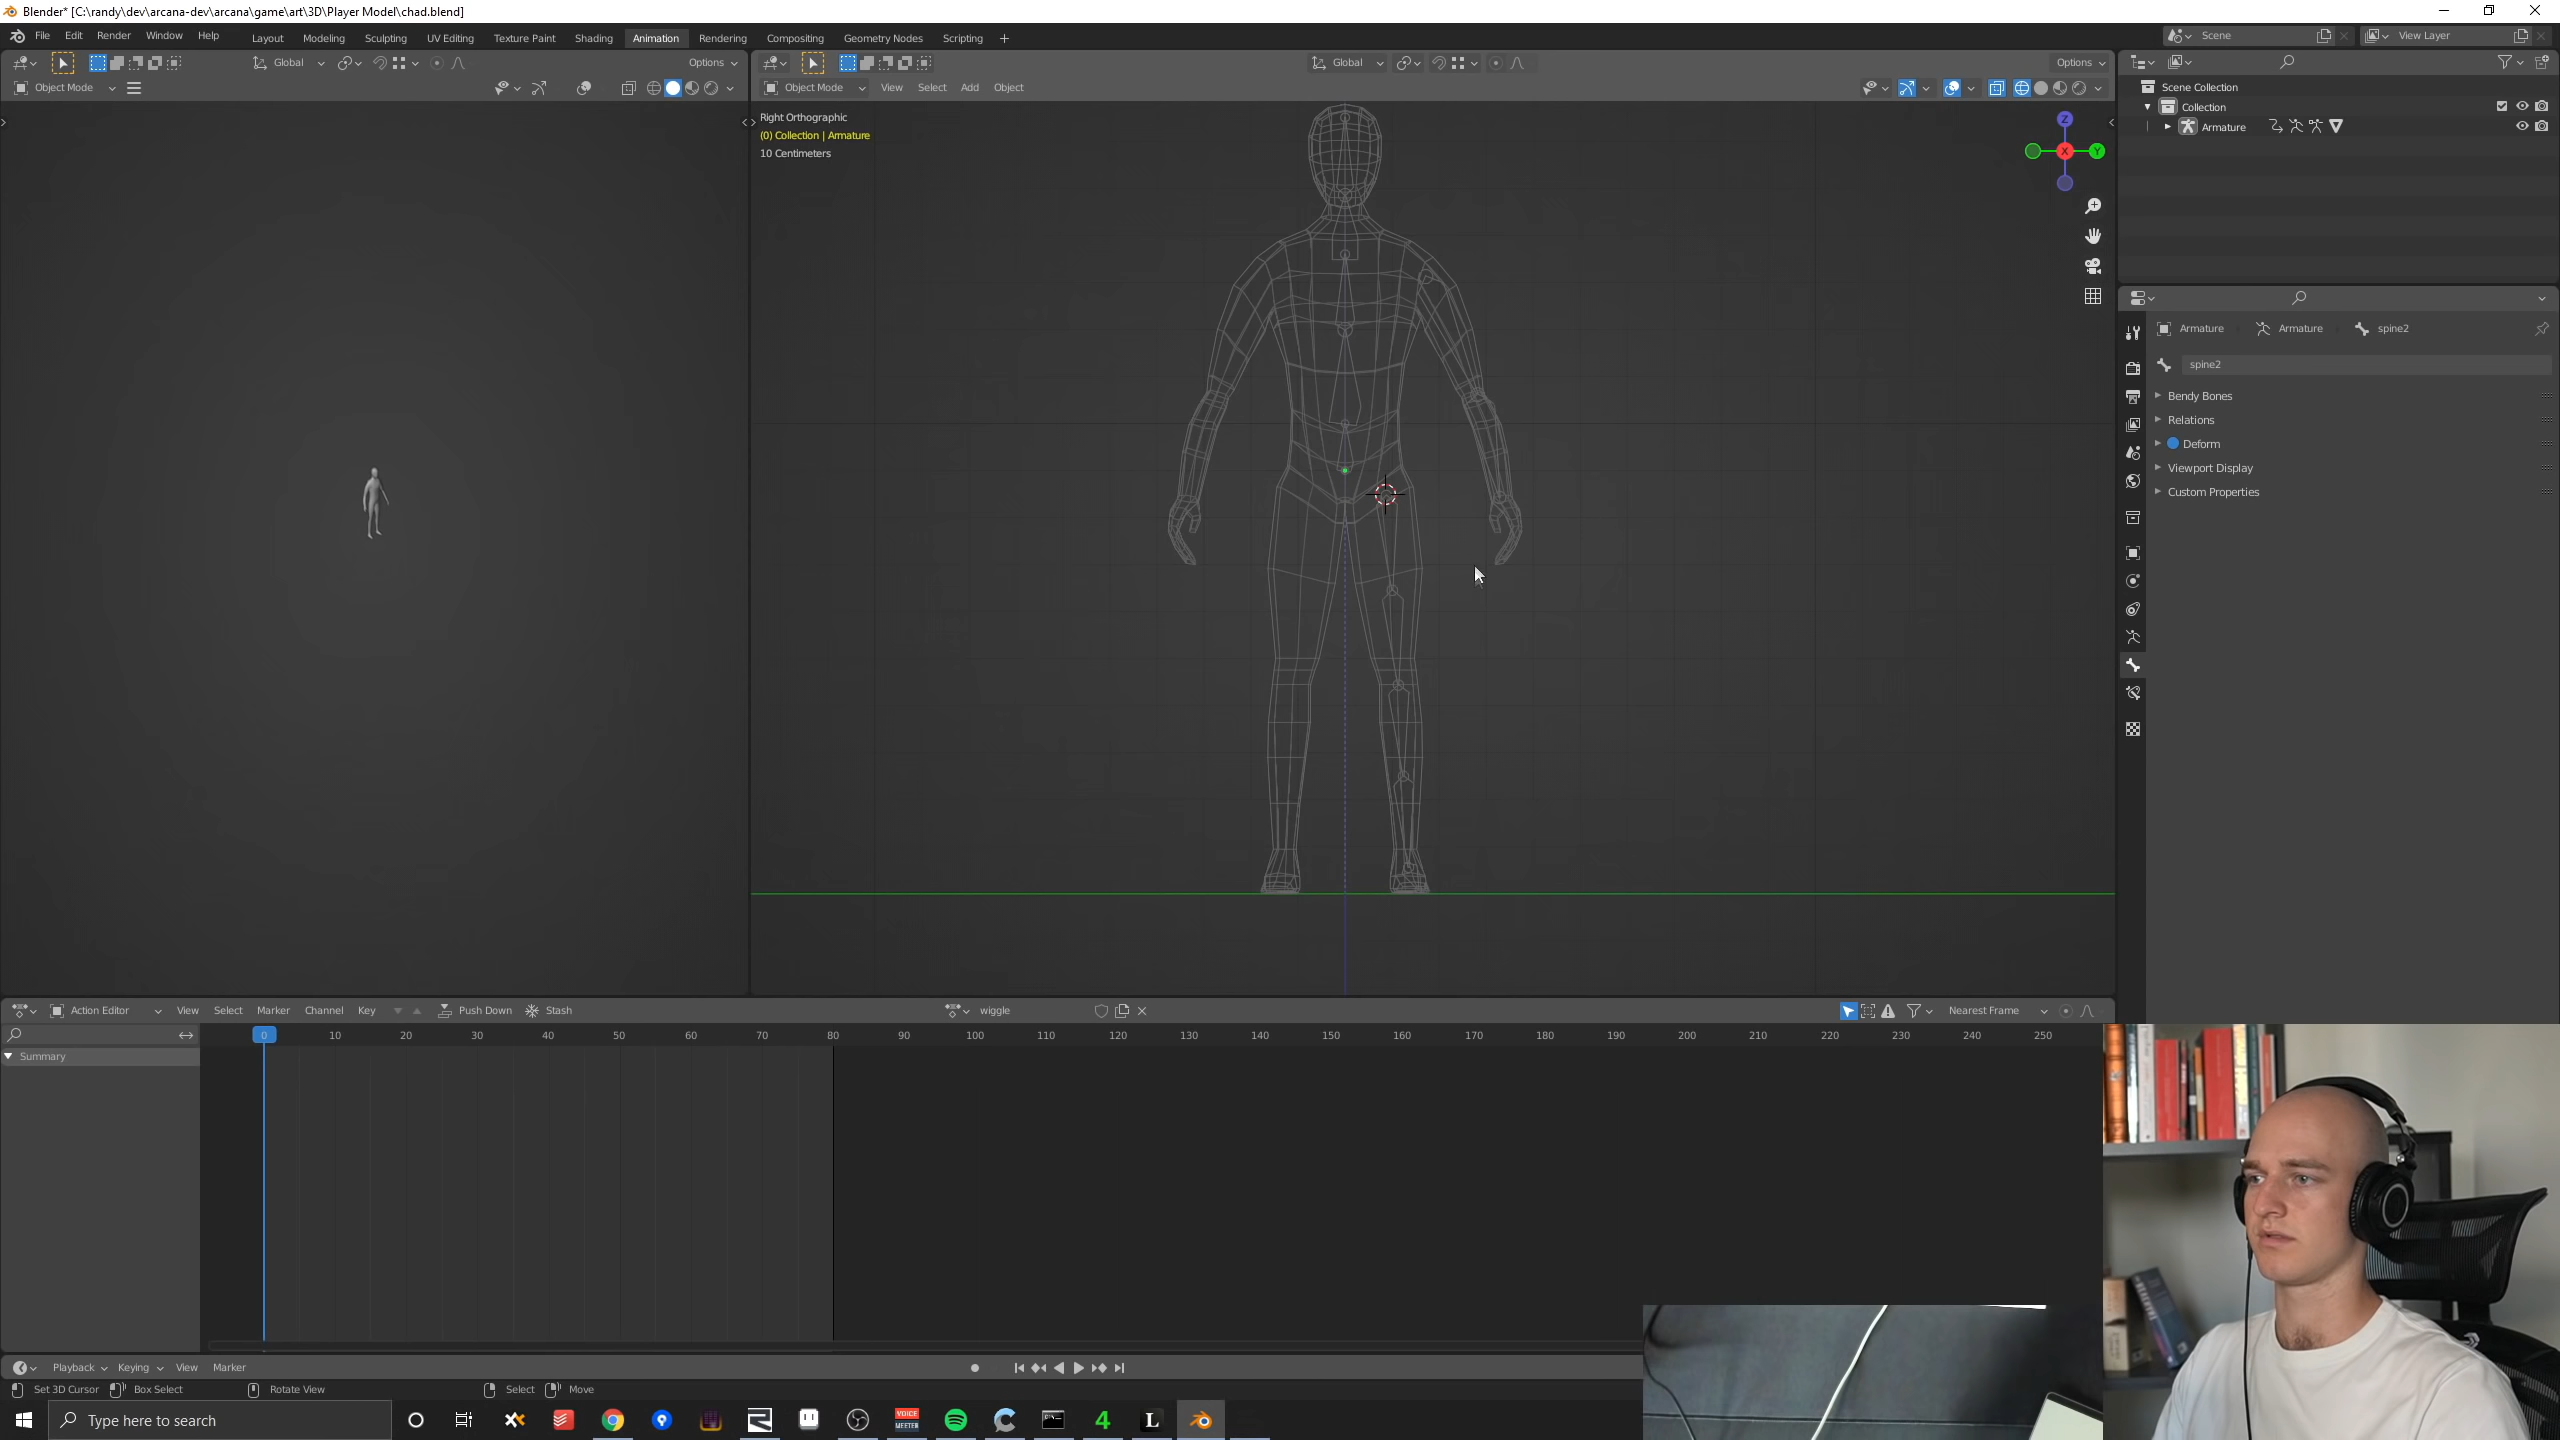 Blender* [C:\randy\dev\arcana-dev\arcana\game\art\3D\Player Model\chad.blend]
File Edit Render Window Help Layout Modeling Sculpting UV Editing Texture Paint Shading Animation Rendering Compositing Geometry Nodes Scripting + Scene View Layer
Global Options Global Options
Object Mode Object Mode View Select Add Object
Scene Collection
Collection
Armature
Right Orthographic
(0) Collection | Armature
10 Centimeters
Z
X
Y
Armature Armature spine2
spine2
Bendy Bones
Relations
Deform
Viewport Display
Custom Properties
Action Editor View Select Marker Channel Key Push Down Stash wiggle Nearest Frame
0 10 20 30 40 50 60 70 80 90 100 110 120 130 140 150 160 170 180 190 200 210 220 230 240 250
Summary
Playback Keying View Marker
Set 3D Cursor Box Select Rotate View Select Move
Type here to search
VOICE
MEETER
4
L